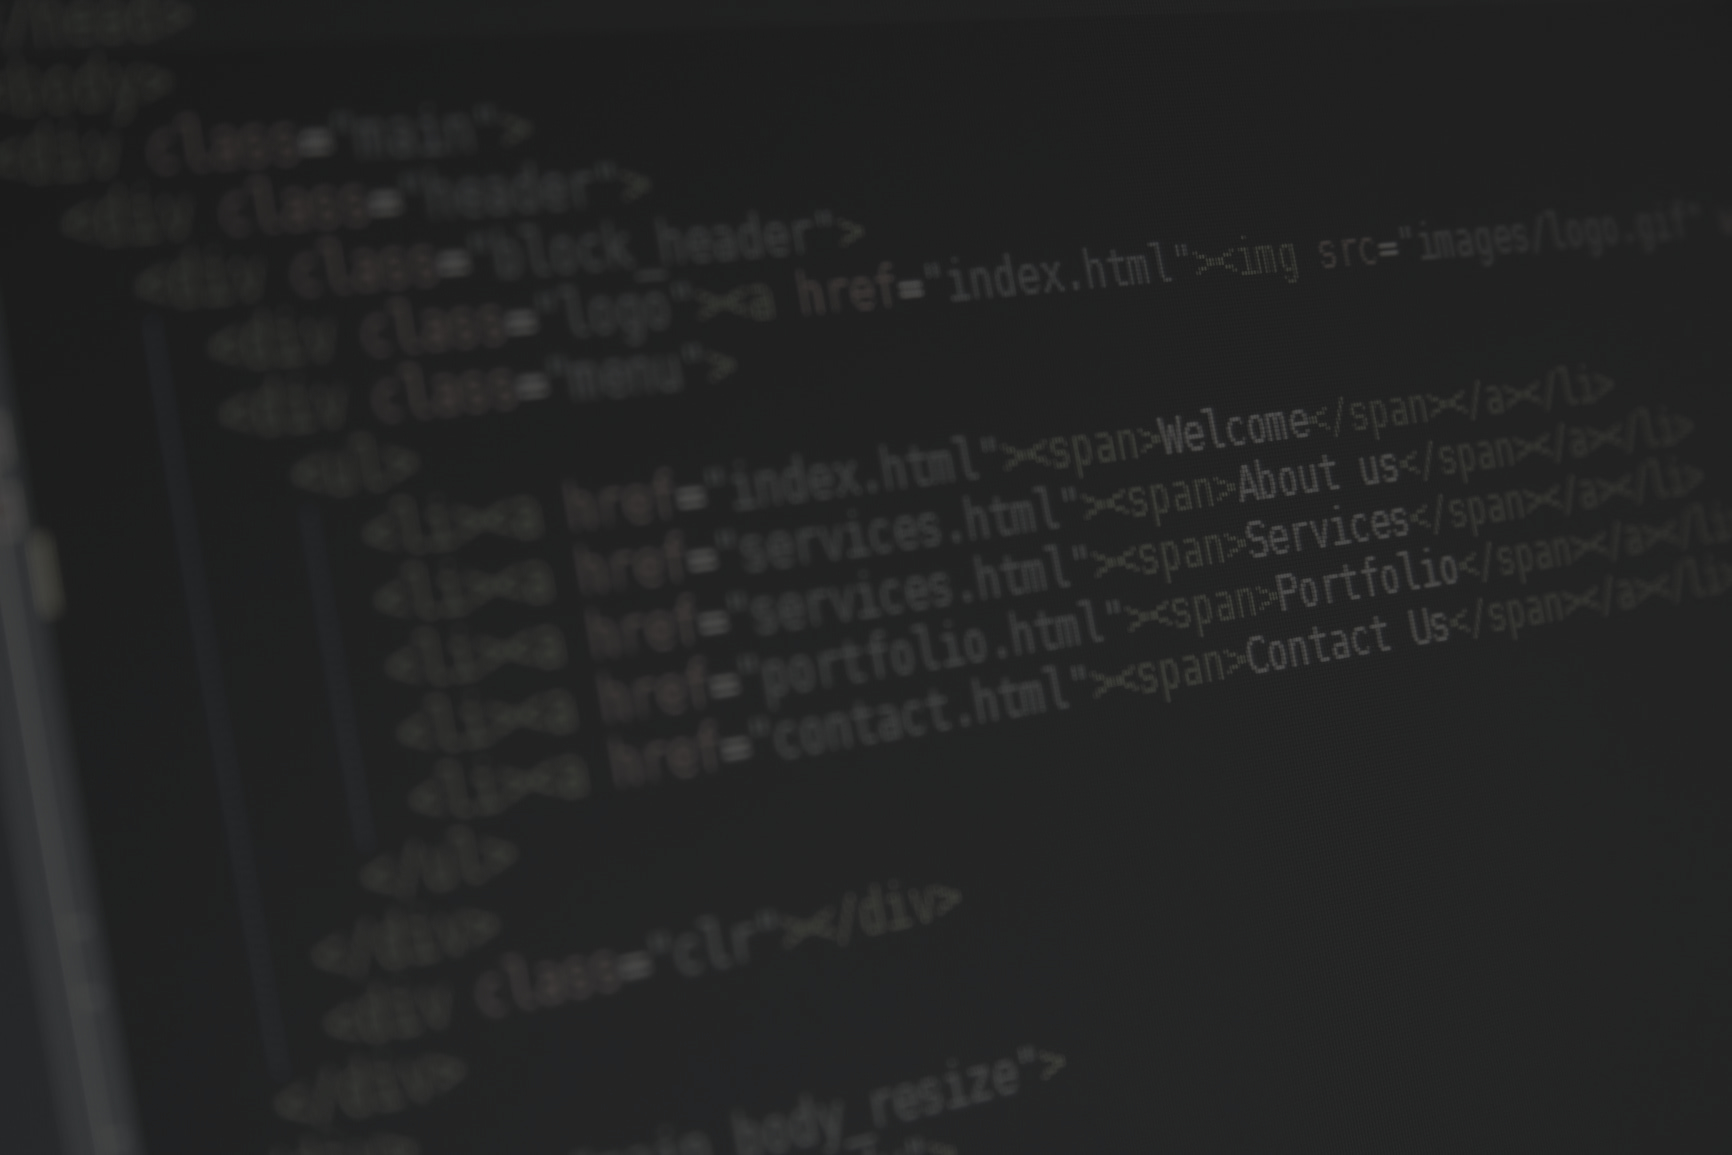 </head>
<body>
<div class="main">
<div class="header">
<div class="block_header">
<div class="logo"><a href="index.html"><img src="images/logo.gif"
<div class="menu">
<ul>
<li><a href="index.html"><span>Welcome</span></a></li>
<li><a href="services.html"><span>About us</span></a></li>
<li><a href="services.html"><span>Services</span></a></li>
<li><a href="portfolio.html"><span>Portfolio</span></a></li>
<li><a href="contact.html"><span>Contact Us</span></a></li>
</ul>
</div>
<div class="clr"></div>
</div>
body_resize">